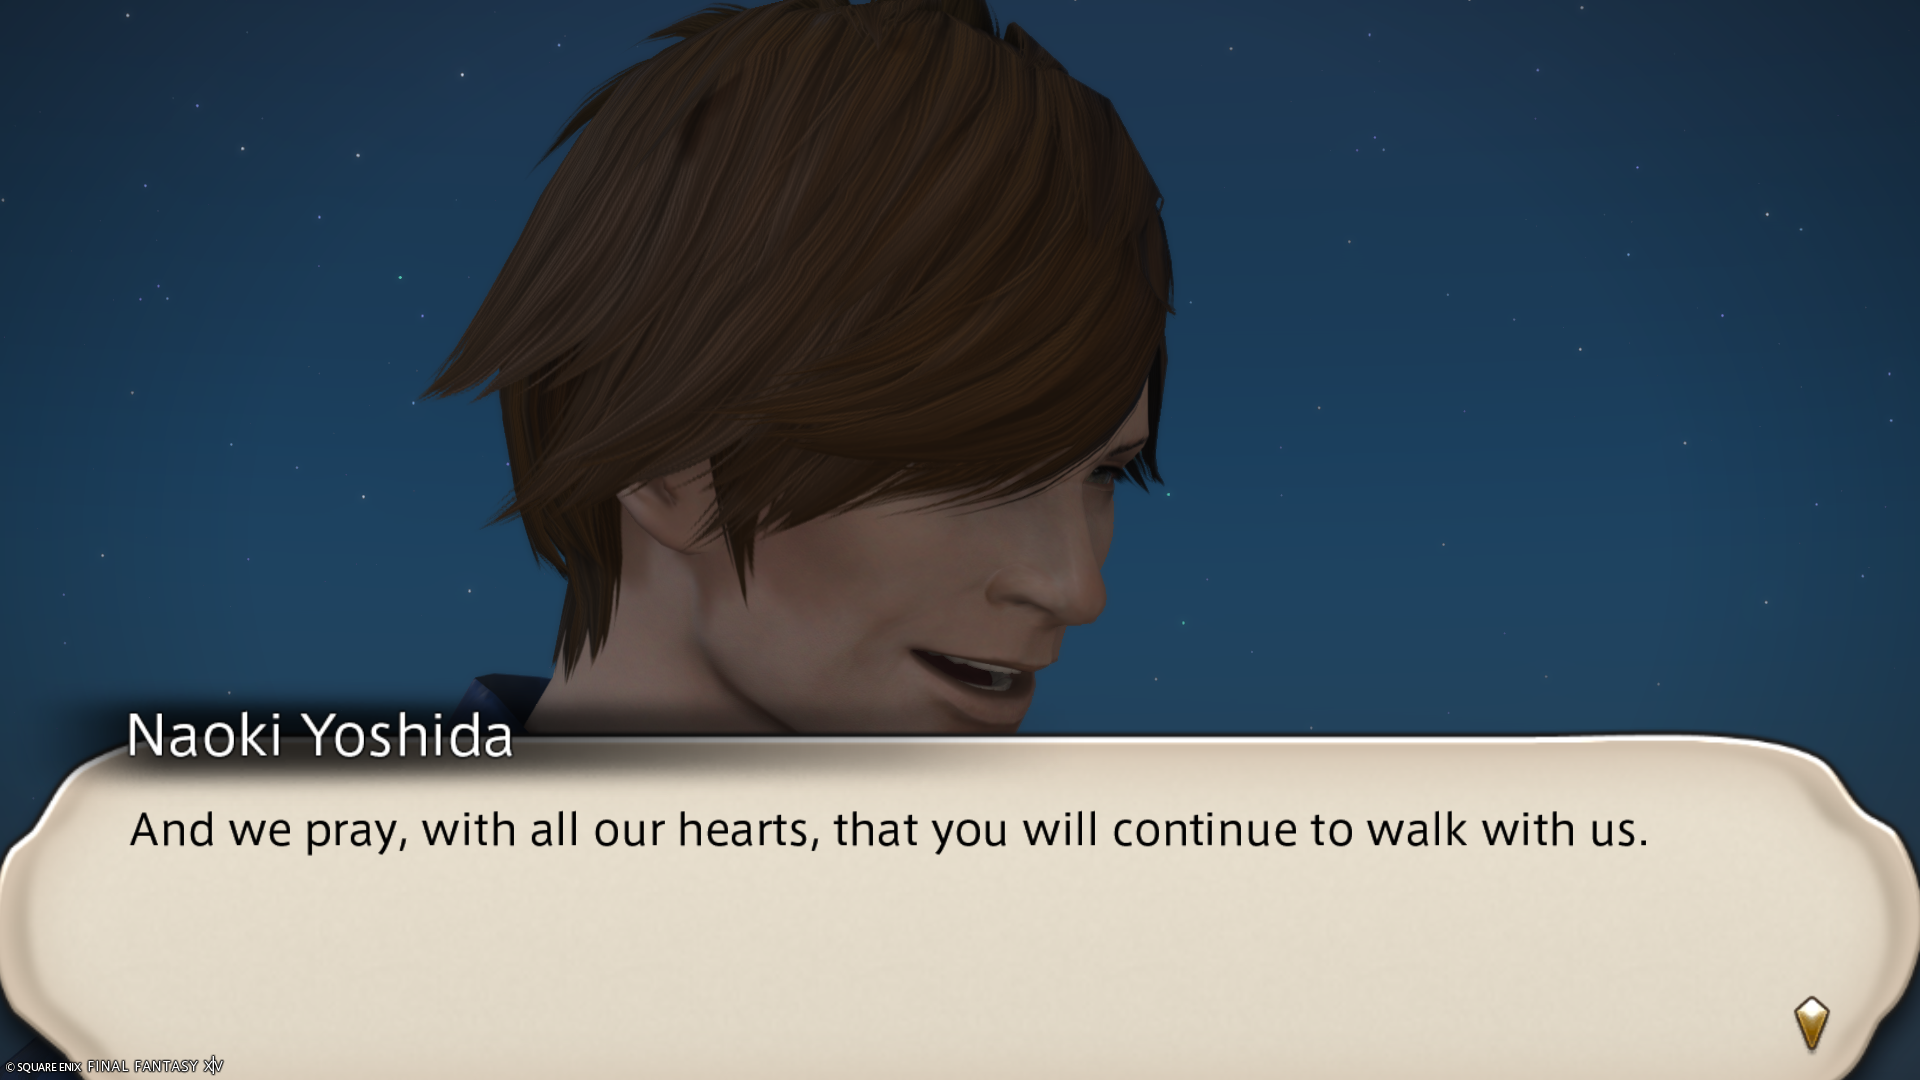 Naoki Yoshida
And we pray, with all our hearts, that you will continue to walk with us.
© SQUARE ENIX FINAL FANTASY XIV